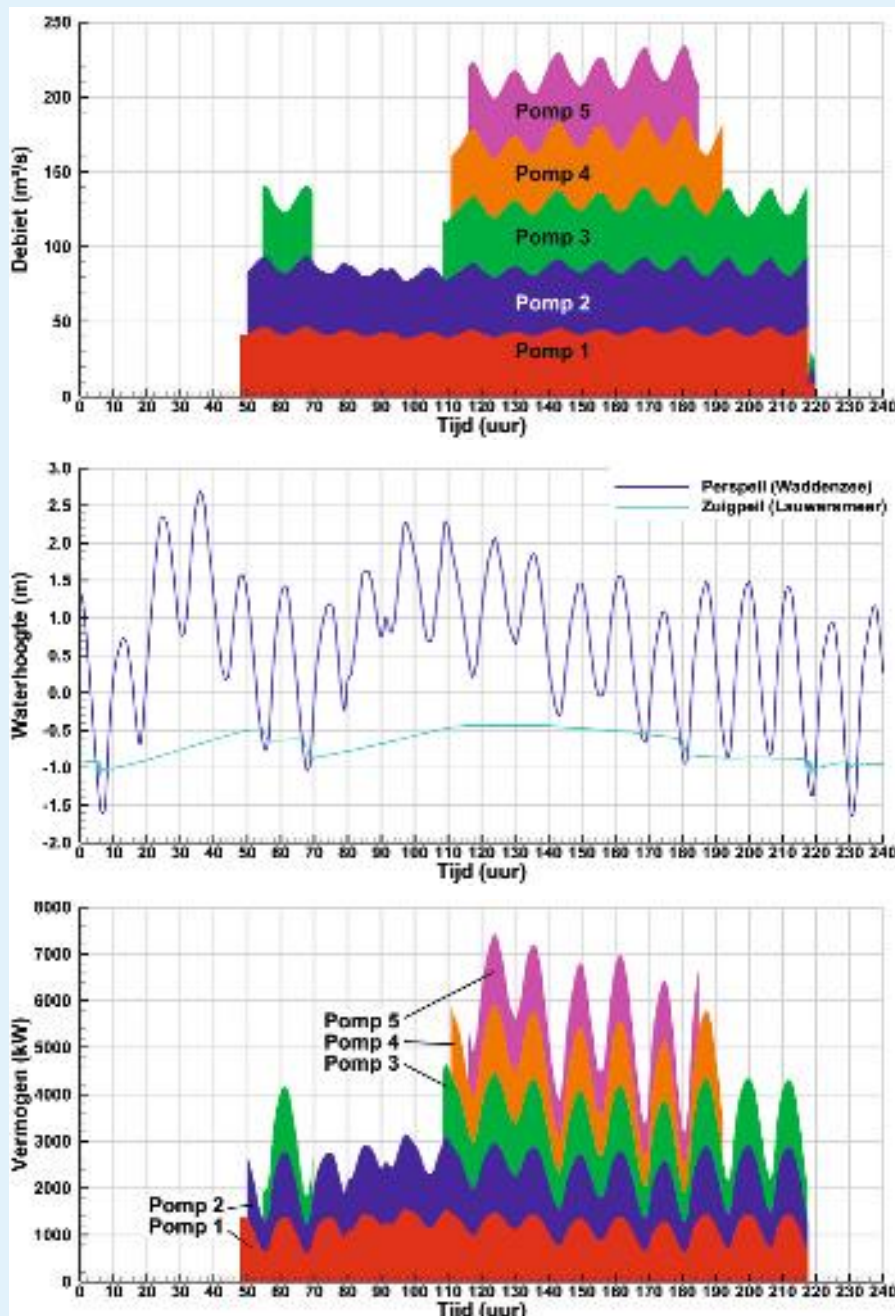 250
200
150
100
50
0
Debiet (m³/s)
Pomp 5
Pomp 4
Pomp 3
Pomp 2
Pomp 1
0 10 20 30 40 50 60 70 80 90 100 110 120 130 140 150 160 170 180 190 200 210 220 230 240
Tijd (uur)
3.0
2.5
2.0
1.5
1.0
0.5
0.0
-0.5
-1.0
-1.5
-2.0
Waterhoogte (m)
Perspeil (Waddenzee)
Zuigpeil (Lauwersmeer)
0 10 20 30 40 50 60 70 80 90 100 110 120 130 140 150 160 170 180 190 200 210 220 230 240
Tijd (uur)
8000
7000
6000
5000
4000
3000
2000
1000
0
Vermogen (kW)
Pomp 5
Pomp 4
Pomp 3
Pomp 2
Pomp 1
0 10 20 30 40 50 60 70 80 90 100 110 120 130 140 150 160 170 180 190 200 210 220 230 240
Tijd (uur)